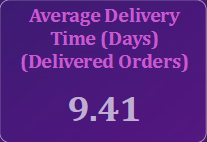 Average Delivery
Time (Days)
(Delivered Orders)
9.41